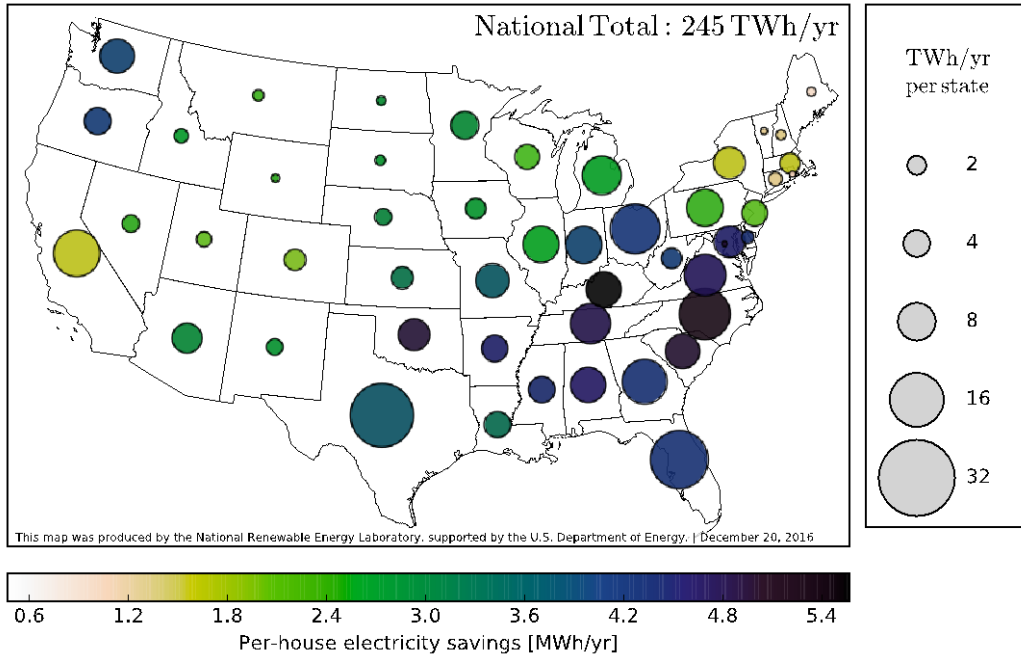 National Total : 245 TWh/yr
TWh/yr
per state
2
4
8
16
32
This map was produced by the National Renewable Energy Laboratory, supported by the U.S. Department of Energy. | December 20, 2016
0.6 1.2 1.8 2.4 3.0 3.6 4.2 4.8 5.4
Per-house electricity savings [MWh/yr]